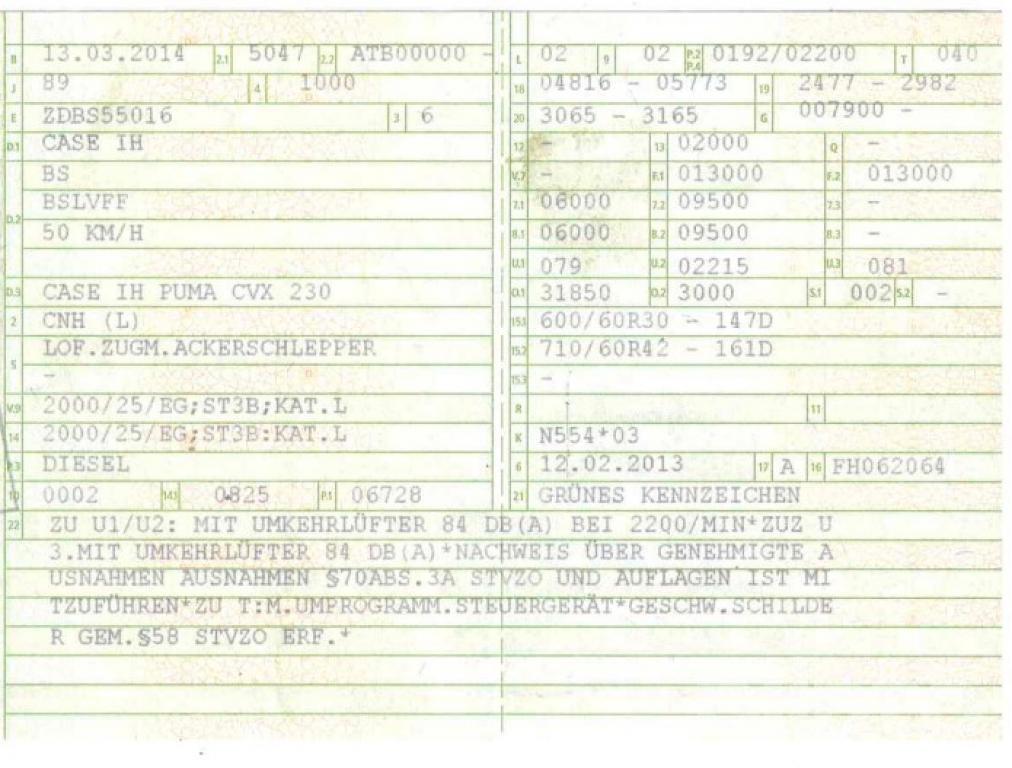 B 13.03.2014 2.1 5047 2.2 ATB00000 -
J 89 4 1000
E ZDBS55016 3 6
D.1 CASE IH
BS
D.2 BSLVFF
50 KM/H
D.3 CASE IH PUMA CVX 230
2 CNH (L)
5 LOF.ZUGM.ACKERSCHLEPPER
-
V.9 2000/25/EG;ST3B;KAT.L
14 2000/25/EG;ST3B:KAT.L
P.3 DIESEL
10 0002 14.1 0825 P.1 06728
L 02 9 02 P.2 P.4 0192/02200 T 040
18 04816 - 05773 19 2477 - 2982
20 3065 - 3165 G 007900 -
12 - 13 02000 Q -
V.7 - F.1 013000 F.2 013000
7.1 06000 7.2 09500 7.3 -
8.1 06000 8.2 09500 8.3 -
U.1 079 U.2 02215 U.3 081
O.1 31850 O.2 3000 S.1 002 S.2 -
15.1 600/60R30 - 147D
15.2 710/60R42 - 161D
15.3 -
R 11
K N554*03
6 12.02.2013 17 A 16 FH062064
21 GRÜNES KENNZEICHEN
22 ZU U1/U2: MIT UMKEHRLÜFTER 84 DB(A) BEI 2200/MIN*ZUZ U
3.MIT UMKEHRLÜFTER 84 DB(A)*NACHWEIS ÜBER GENEHMIGTE A
USNAHMEN AUSNAHMEN §70ABS.3A STVZO UND AUFLAGEN IST MI
TZUFÜHREN*ZU T:M.UMPROGRAMM.STEUERGERÄT*GESCHW.SCHILDE
R GEM.§58 STVZO ERF.*